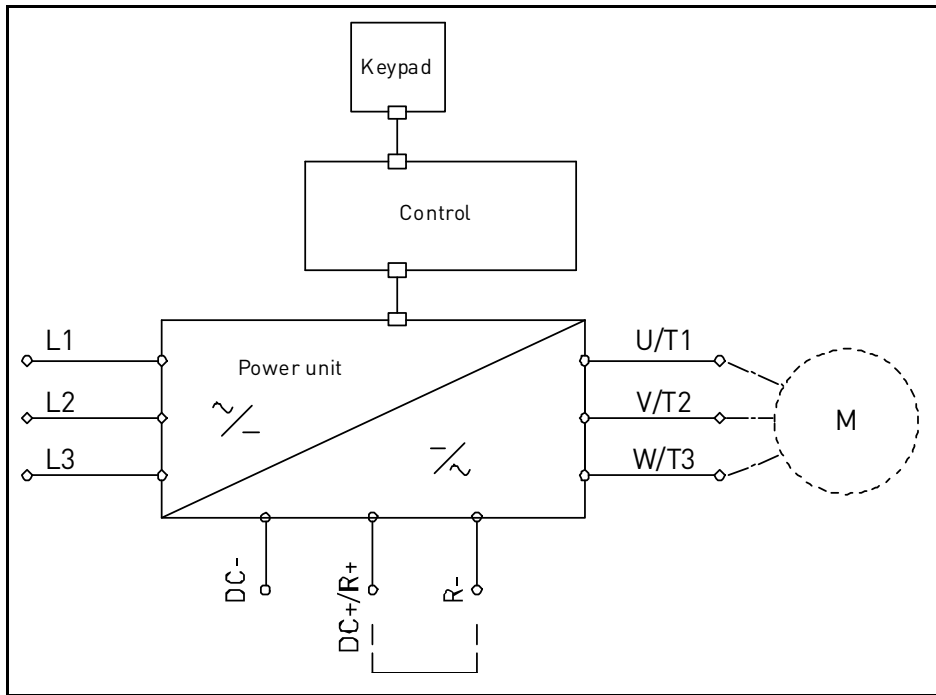 Keypad
Control
Power unit
L1
L2
L3
U/T1
V/T2
W/T3
M
DC-
DC+/R+
R-